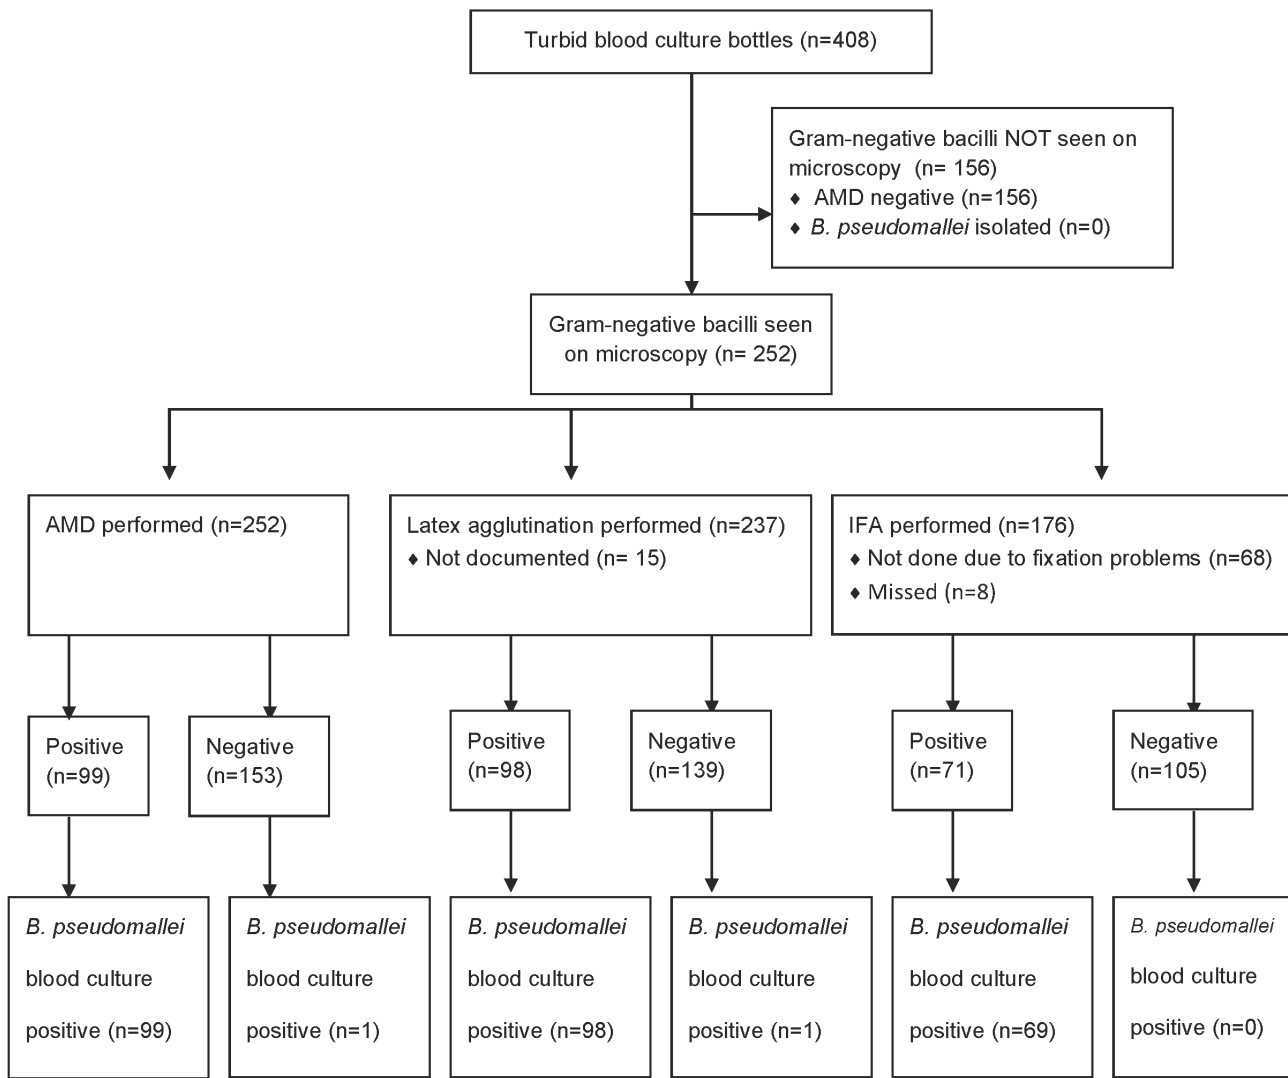 Turbid blood culture bottles (n=408)
Gram-negative bacilli NOT seen on
microscopy (n= 156)
♦ AMD negative (n=156)
♦ B. pseudomallei isolated (n=0)
Gram-negative bacilli seen
on microscopy (n= 252)
AMD performed (n=252)
Latex agglutination performed (n=237)
♦ Not documented (n= 15)
IFA performed (n=176)
♦ Not done due to fixation problems (n=68)
♦ Missed (n=8)
Positive
(n=99)
Negative
(n=153)
Positive
(n=98)
Negative
(n=139)
Positive
(n=71)
Negative
(n=105)
B. pseudomallei
blood culture
positive (n=99)
B. pseudomallei
blood culture
positive (n=1)
B. pseudomallei
blood culture
positive (n=98)
B. pseudomallei
blood culture
positive (n=1)
B. pseudomallei
blood culture
positive (n=69)
B. pseudomallei
blood culture
positive (n=0)